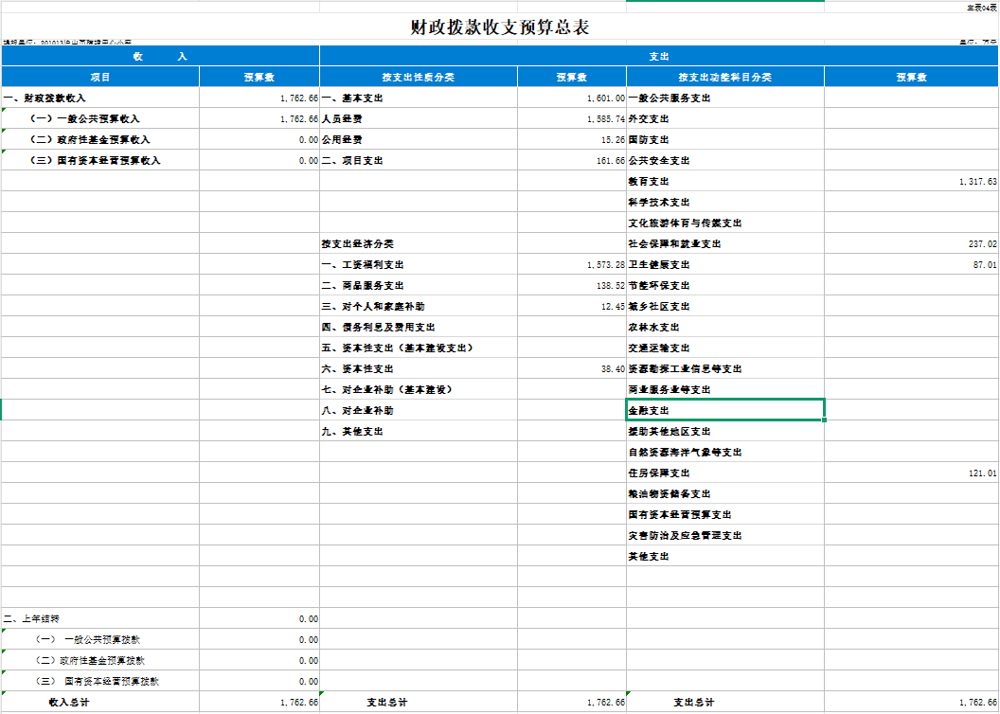 主表04表
财政拨款收支预算总表
单位：万元
收 入 支出
项目 预算数 按支出性质分类 预算数 按支出功能科目分类 预算数
一、财政拨款收入 1,762.66 一、基本支出 1,601.00 一般公共服务支出
（一）一般公共预算收入 1,762.66 人员经费 1,585.74 外交支出
（二）政府性基金预算收入 0.00 公用经费 15.26 国防支出
（三）国有资本经营预算收入 0.00 二、项目支出 161.66 公共安全支出
教育支出 1,317.63
科学技术支出
文化旅游体育与传媒支出
按支出经济分类 社会保障和就业支出 237.02
一、工资福利支出 1,573.28 卫生健康支出 87.01
二、商品服务支出 138.52 节能环保支出
三、对个人和家庭补助 12.45 城乡社区支出
四、债务利息及费用支出 农林水支出
五、资本性支出（基本建设支出） 交通运输支出
六、资本性支出 38.40 资源勘探工业信息等支出
七、对企业补助（基本建设） 商业服务业等支出
八、对企业补助 金融支出
九、其他支出 援助其他地区支出
自然资源海洋气象等支出
住房保障支出 121.01
粮油物资储备支出
国有资本经营预算支出
灾害防治及应急管理支出
其他支出
二、上年结转 0.00
（一） 一般公共预算拨款 0.00
（二）政府性基金预算拨款 0.00
（三） 国有资本经营预算拨款 0.00
收入总计 1,762.66 支出总计 1,762.66 支出总计 1,762.66